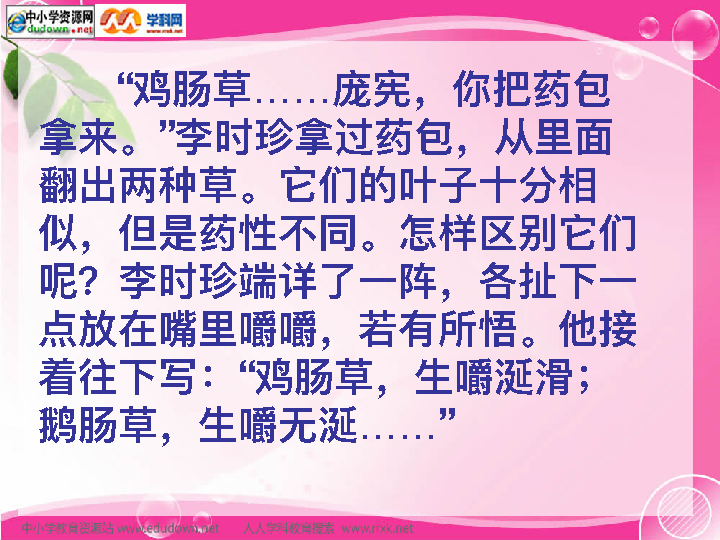 中小学资源网
dudown.net
学科网
www.nxk.net
“鸡肠草……庞宪，你把药包
拿来。”李时珍拿过药包，从里面
翻出两种草。它们的叶子十分相
似，但是药性不同。怎样区别它们
呢？李时珍端详了一阵，各扯下一
点放在嘴里嚼嚼，若有所悟。他接
着往下写：“鸡肠草，生嚼涎滑；
鹅肠草，生嚼无涎……”
中小学教育资源站 www.edudown.net 人人学科教育搜索 www.rrxk.net